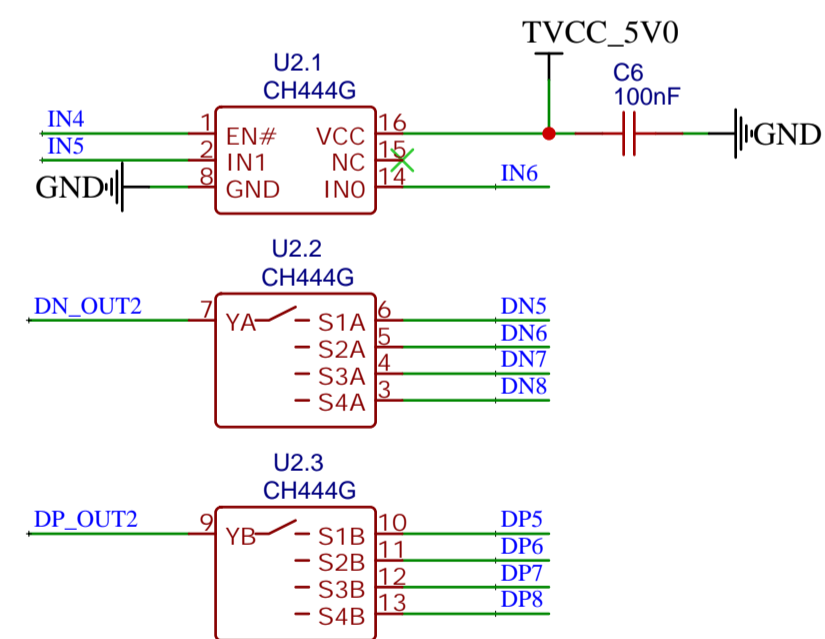 TVCC_5V0
U2.1
CH444G
C6
100nF
IN4 1 EN# VCC 16
GND
IN5 2 IN1 NC 15
GND 8 GND IN0 14 IN6
U2.2
CH444G
DN_OUT2 7 YA S1A 6 DN5
S2A 5 DN6
S3A 4 DN7
S4A 3 DN8
U2.3
CH444G
DP_OUT2 9 YB S1B 10 DP5
S2B 11 DP6
S3B 12 DP7
S4B 13 DP8